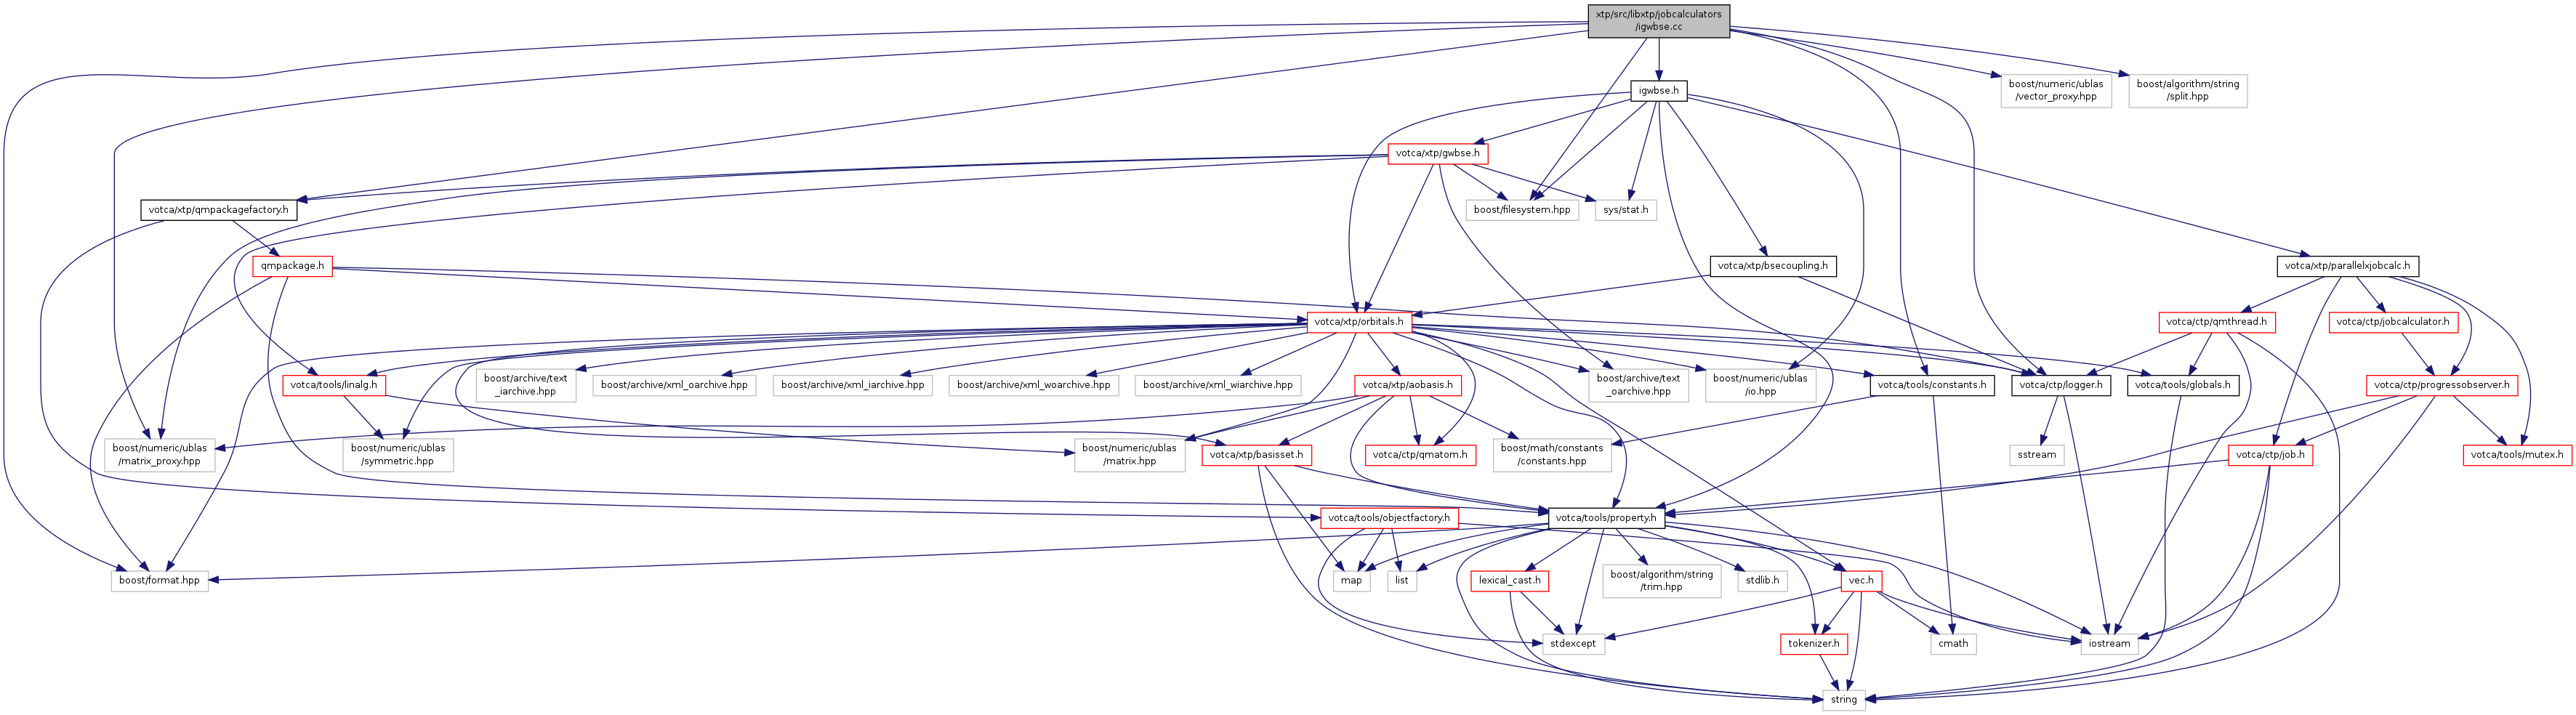 xtp/src/libxtp/jobcalculators
/igwbse.cc
igwbse.h
boost/numeric/ublas
/vector_proxy.hpp
boost/algorithm/string
/split.hpp
votca/xtp/gwbse.h
votca/xtp/qmpackagefactory.h
boost/filesystem.hpp
sys/stat.h
qmpackage.h
votca/xtp/bsecoupling.h
votca/xtp/parallelxjobcalc.h
votca/xtp/orbitals.h
votca/ctp/qmthread.h
votca/ctp/jobcalculator.h
votca/tools/linalg.h
boost/archive/text
_iarchive.hpp
boost/archive/xml_oarchive.hpp
boost/archive/xml_iarchive.hpp
boost/archive/xml_woarchive.hpp
boost/archive/xml_wiarchive.hpp
votca/xtp/aobasis.h
boost/archive/text
_oarchive.hpp
boost/numeric/ublas
/io.hpp
votca/tools/constants.h
votca/ctp/logger.h
votca/tools/globals.h
votca/ctp/progressobserver.h
boost/numeric/ublas
/matrix_proxy.hpp
boost/numeric/ublas
/symmetric.hpp
boost/numeric/ublas
/matrix.hpp
votca/xtp/basisset.h
votca/ctp/qmatom.h
boost/math/constants
/constants.hpp
sstream
votca/ctp/job.h
votca/tools/mutex.h
votca/tools/objectfactory.h
votca/tools/property.h
boost/format.hpp
map
list
lexical_cast.h
boost/algorithm/string
/trim.hpp
stdlib.h
vec.h
stdexcept
tokenizer.h
cmath
iostream
string